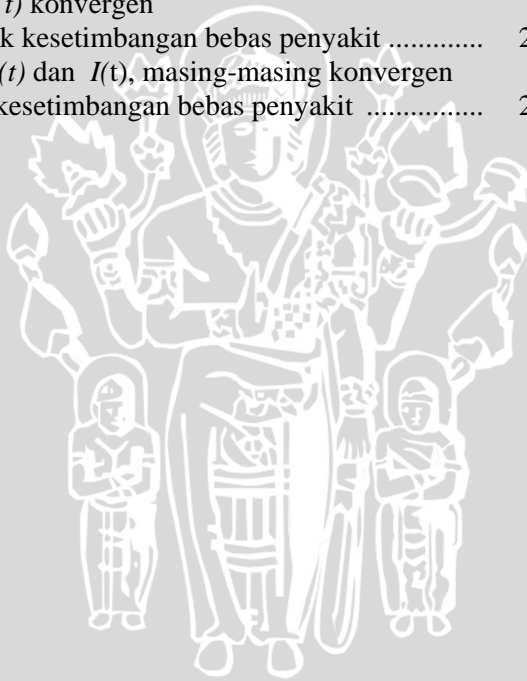 t) konvergen
k kesetimbangan bebas penyakit ............. 2
(t) dan I(t), masing-masing konvergen
kesetimbangan bebas penyakit ............... 2